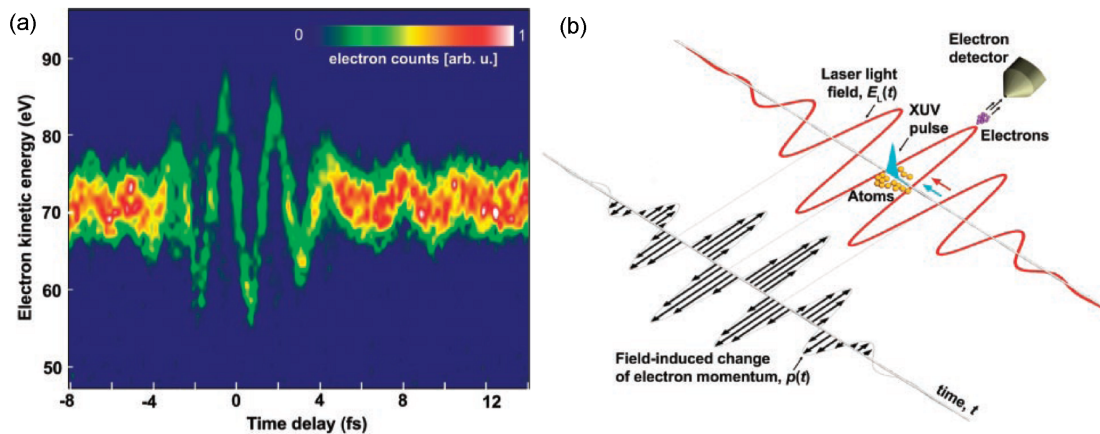 (a)
0
1
electron counts [arb. u.]
Electron kinetic energy (eV)
90
80
70
60
50
-8
-4
0
4
8
12
Time delay (fs)
(b)
Electron
detector
Laser light
field, E_L(t)
XUV
pulse
Electrons
Atoms
Field-induced change
of electron momentum, p(t)
time, t